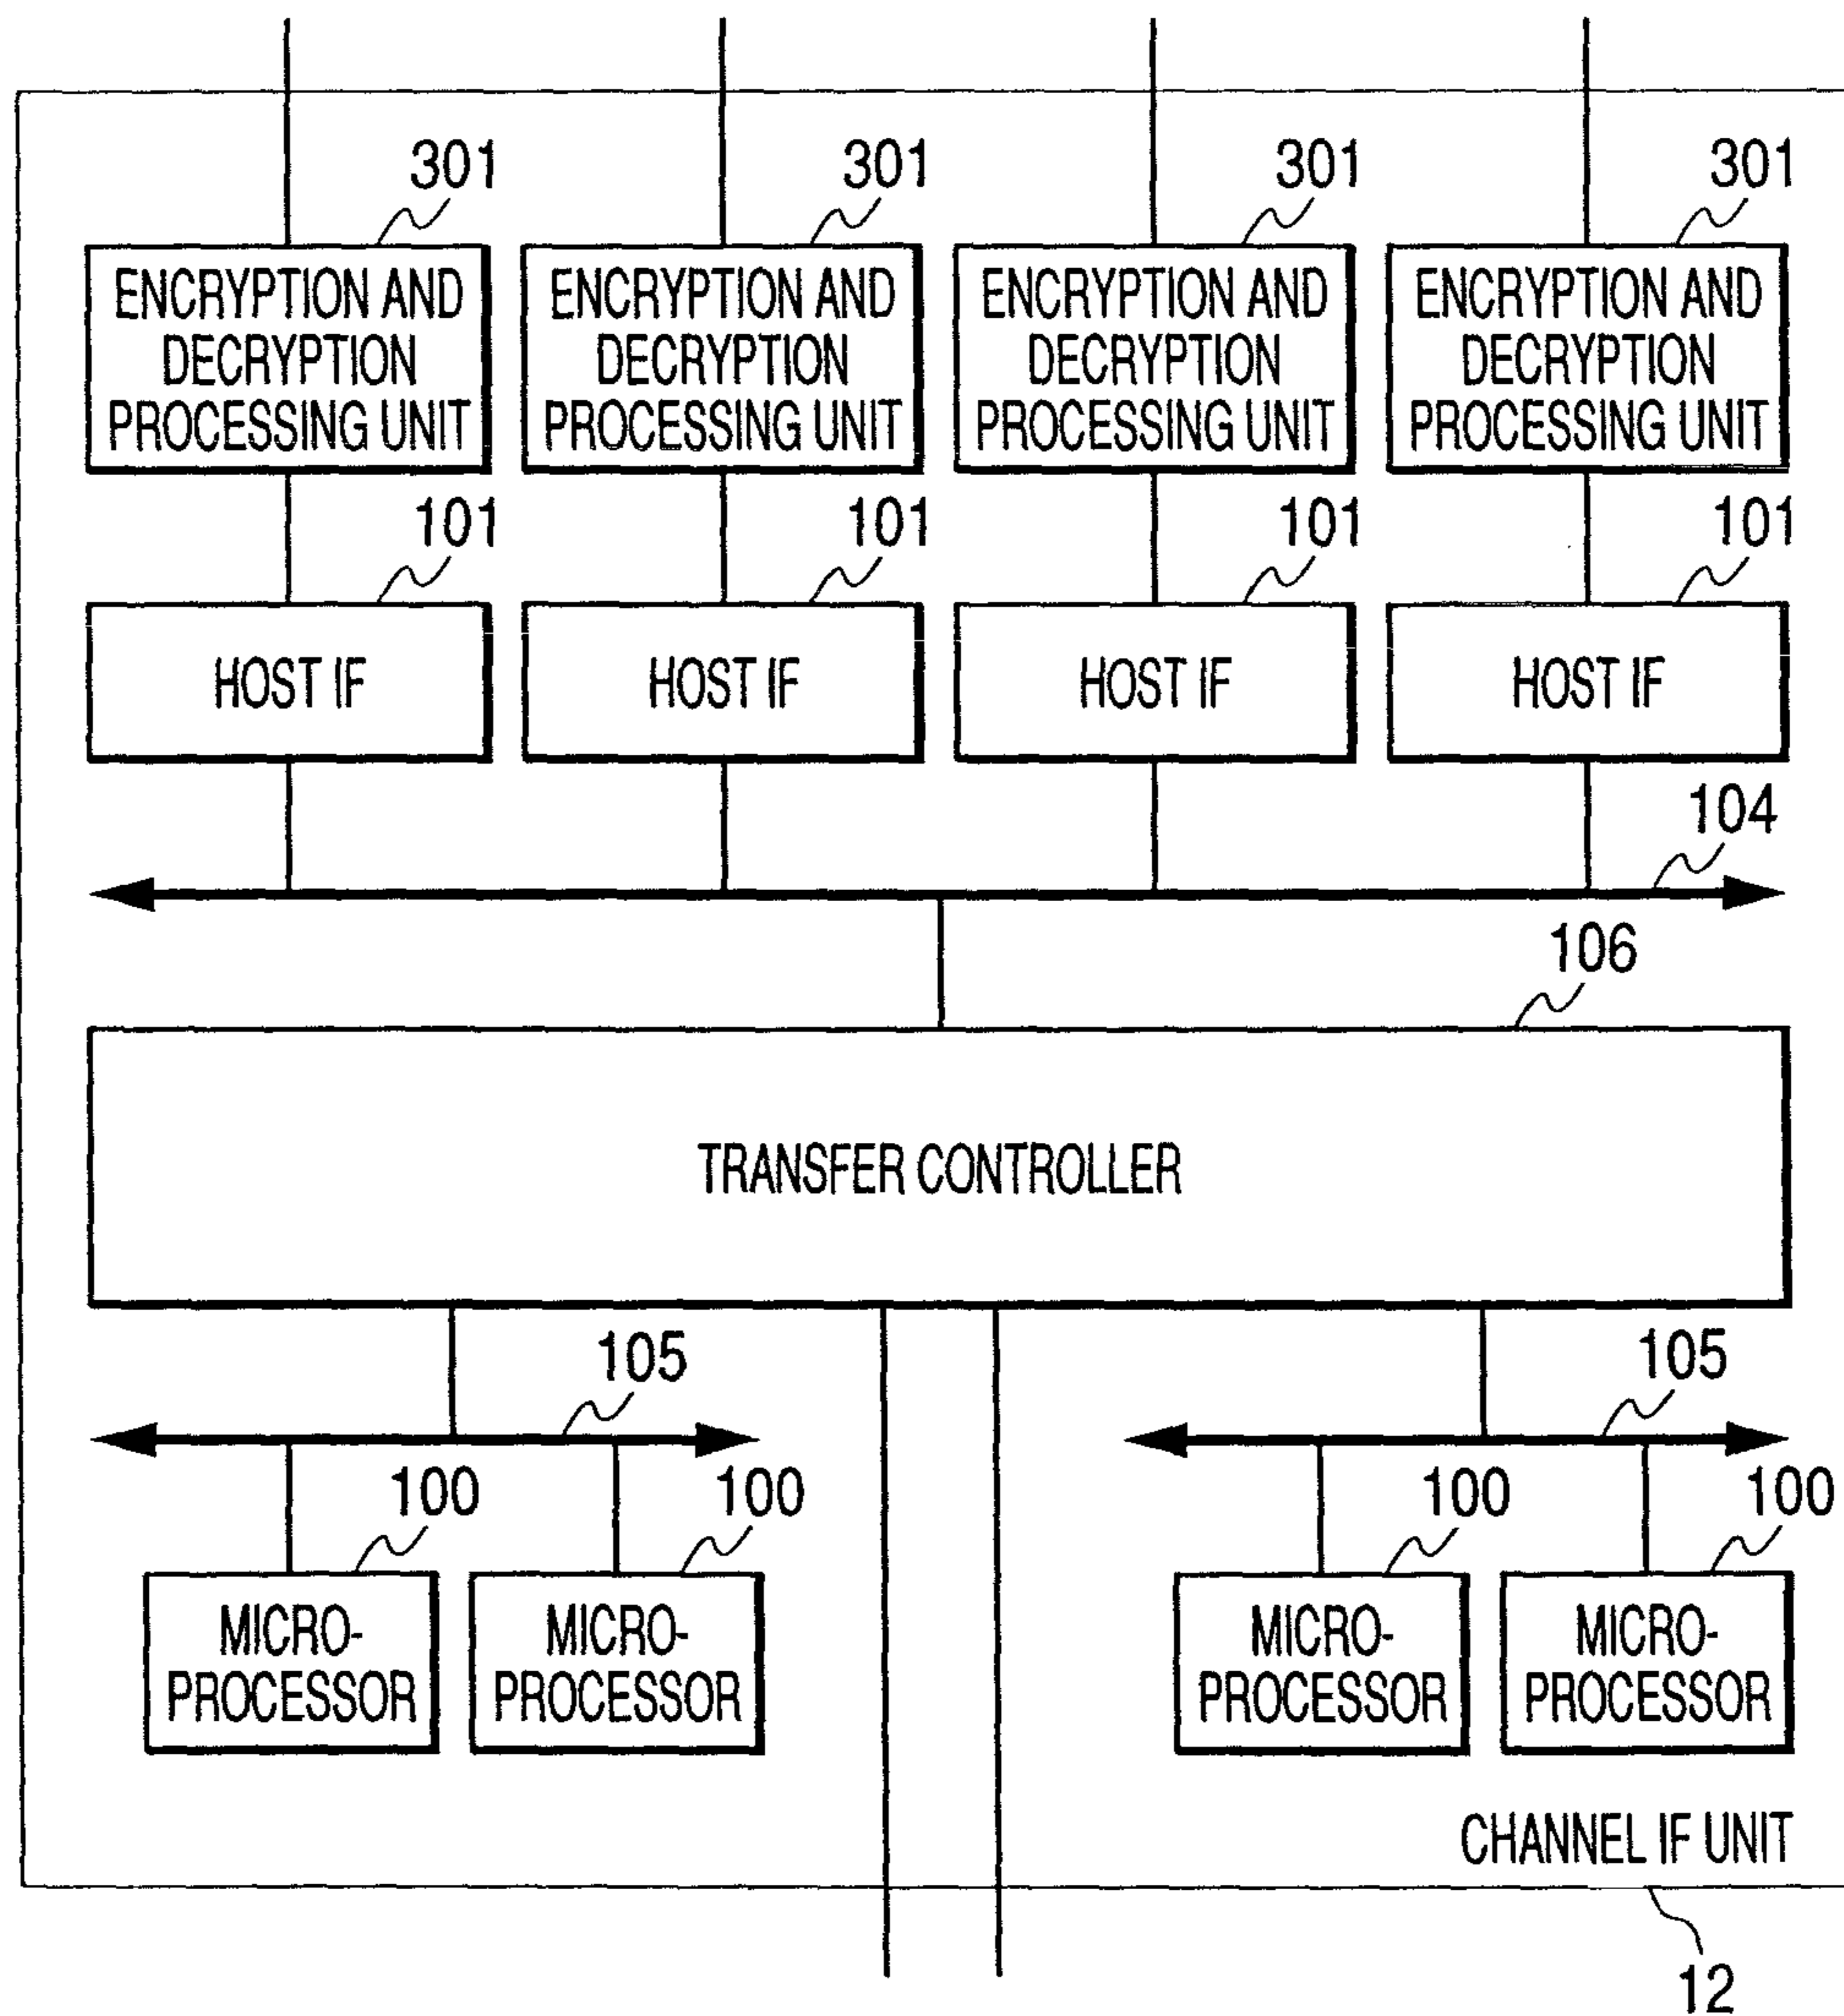 301 301 301 301
ENCRYPTION AND ENCRYPTION AND ENCRYPTION AND ENCRYPTION AND
DECRYPTION DECRYPTION DECRYPTION DECRYPTION
PROCESSING UNIT PROCESSING UNIT PROCESSING UNIT PROCESSING UNIT
101 101 101 101
HOST IF HOST IF HOST IF HOST IF
104
106
TRANSFER CONTROLLER
105 105
100 100 100 100
MICRO- MICRO- MICRO- MICRO-
PROCESSOR PROCESSOR PROCESSOR PROCESSOR
CHANNEL IF UNIT
12